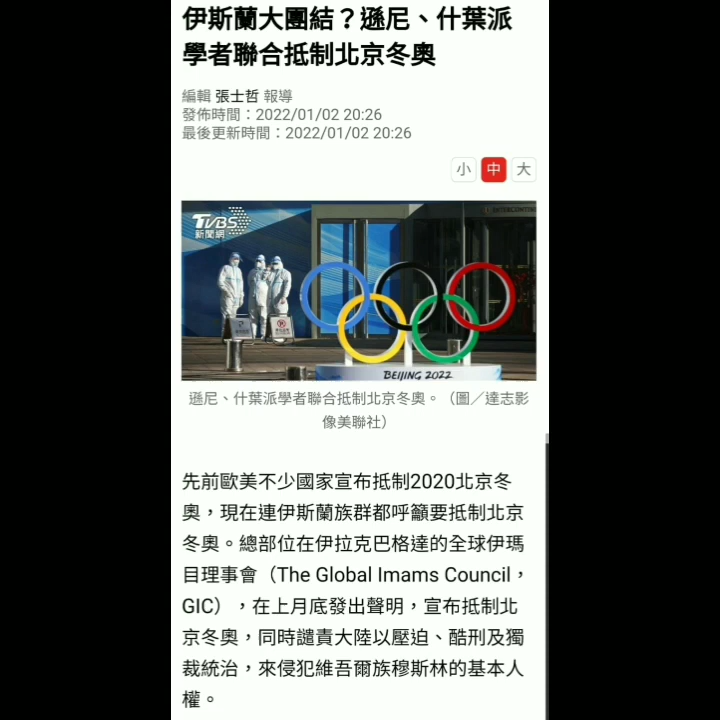 伊斯蘭大團結？遜尼、什葉派
學者聯合抵制北京冬奧
編輯 張士哲 報導
發佈時間：2022/01/02 20:26
最後更新時間：2022/01/02 20:26
小 中 大
TVBS
新聞網
BEIJING 2022
遜尼、什葉派學者聯合抵制北京冬奧。（圖／達志影
像美聯社）
先前歐美不少國家宣布抵制2020北京冬
奧，現在連伊斯蘭族群都呼籲要抵制北京
冬奧。總部位在伊拉克巴格達的全球伊瑪
目理事會（The Global Imams Council，
GIC），在上月底發出聲明，宣布抵制北
京冬奧，同時譴責大陸以壓迫、酷刑及獨
裁統治，來侵犯維吾爾族穆斯林的基本人
權。